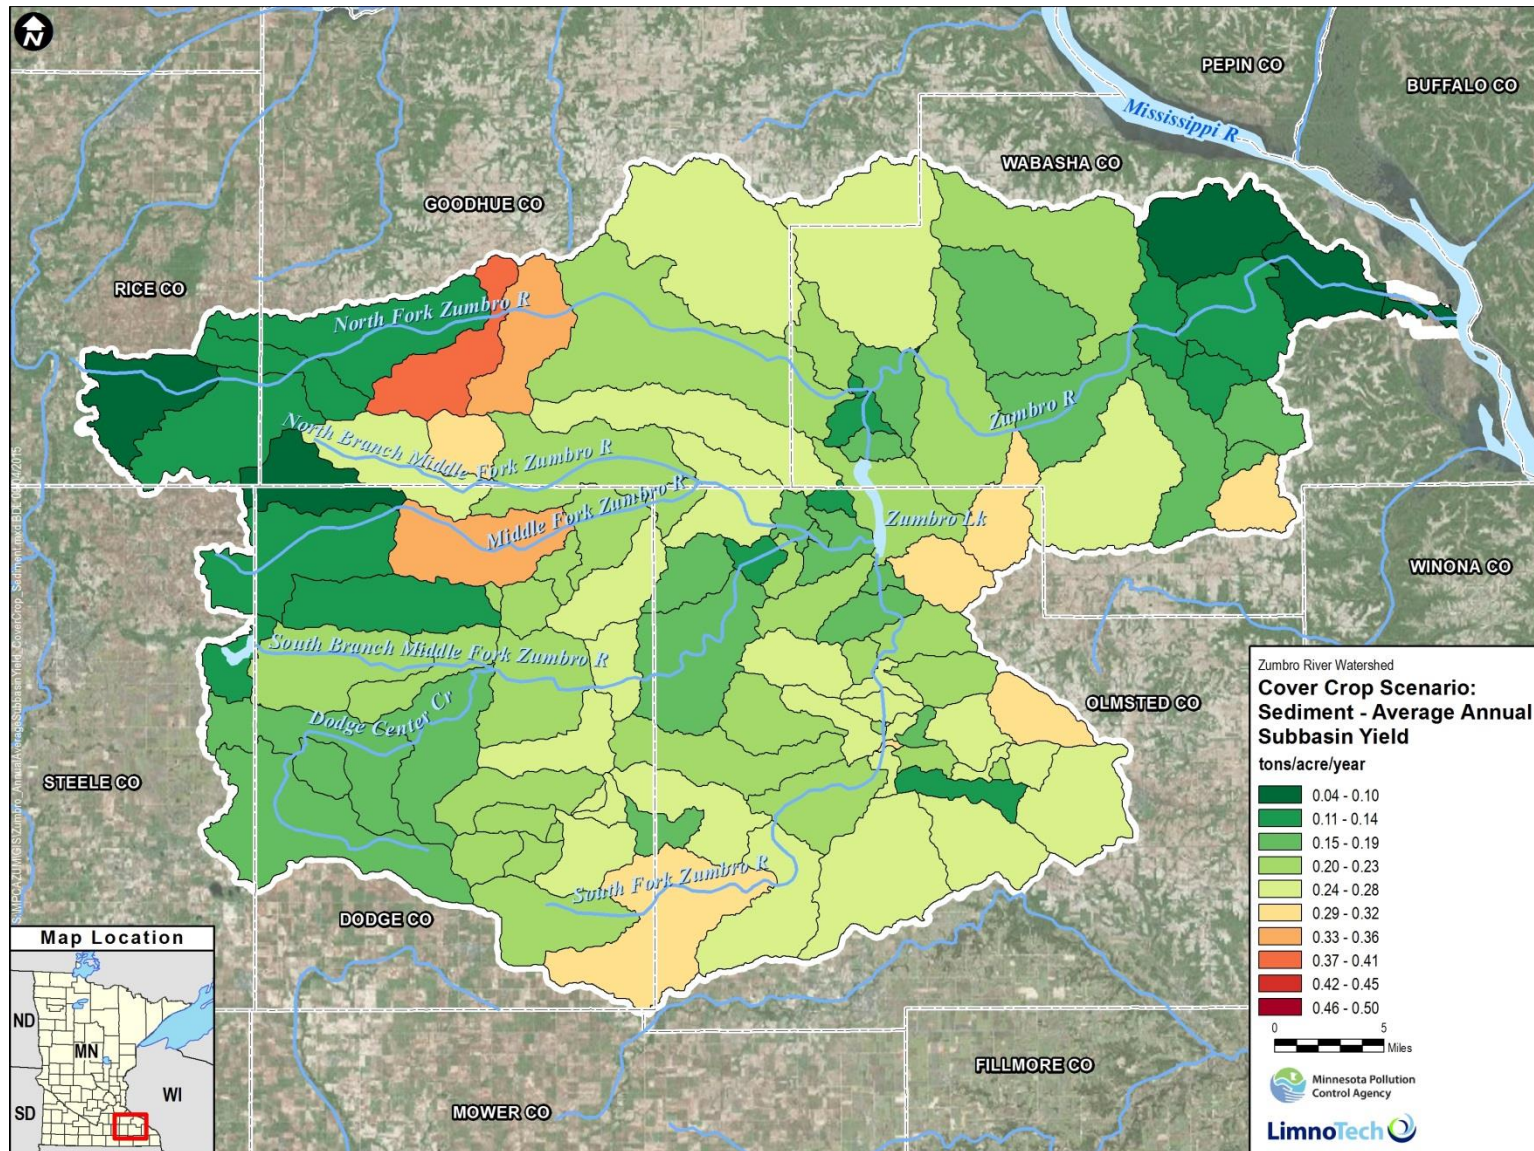 N
PEPIN CO
BUFFALO CO
Mississippi R
WABASHA CO
GOODHUE CO
RICE CO
North Fork Zumbro R
Zumbro R
North Branch Middle Fork Zumbro R
Middle Fork Zumbro R
Zumbro Lk
WINONA CO
South Branch Middle Fork Zumbro R
Dodge Center Cr
OLMSTED CO
STEELE CO
South Fork Zumbro R
DODGE CO
FILLMORE CO
MOWER CO
Map Location
ND
MN
SD
WI
Zumbro River Watershed
Cover Crop Scenario:
Sediment - Average Annual
Subbasin Yield
tons/acre/year
0.04 - 0.10
0.11 - 0.14
0.15 - 0.19
0.20 - 0.23
0.24 - 0.28
0.29 - 0.32
0.33 - 0.36
0.37 - 0.41
0.42 - 0.45
0.46 - 0.50
0 5
Miles
Minnesota Pollution
Control Agency
LimnoTech